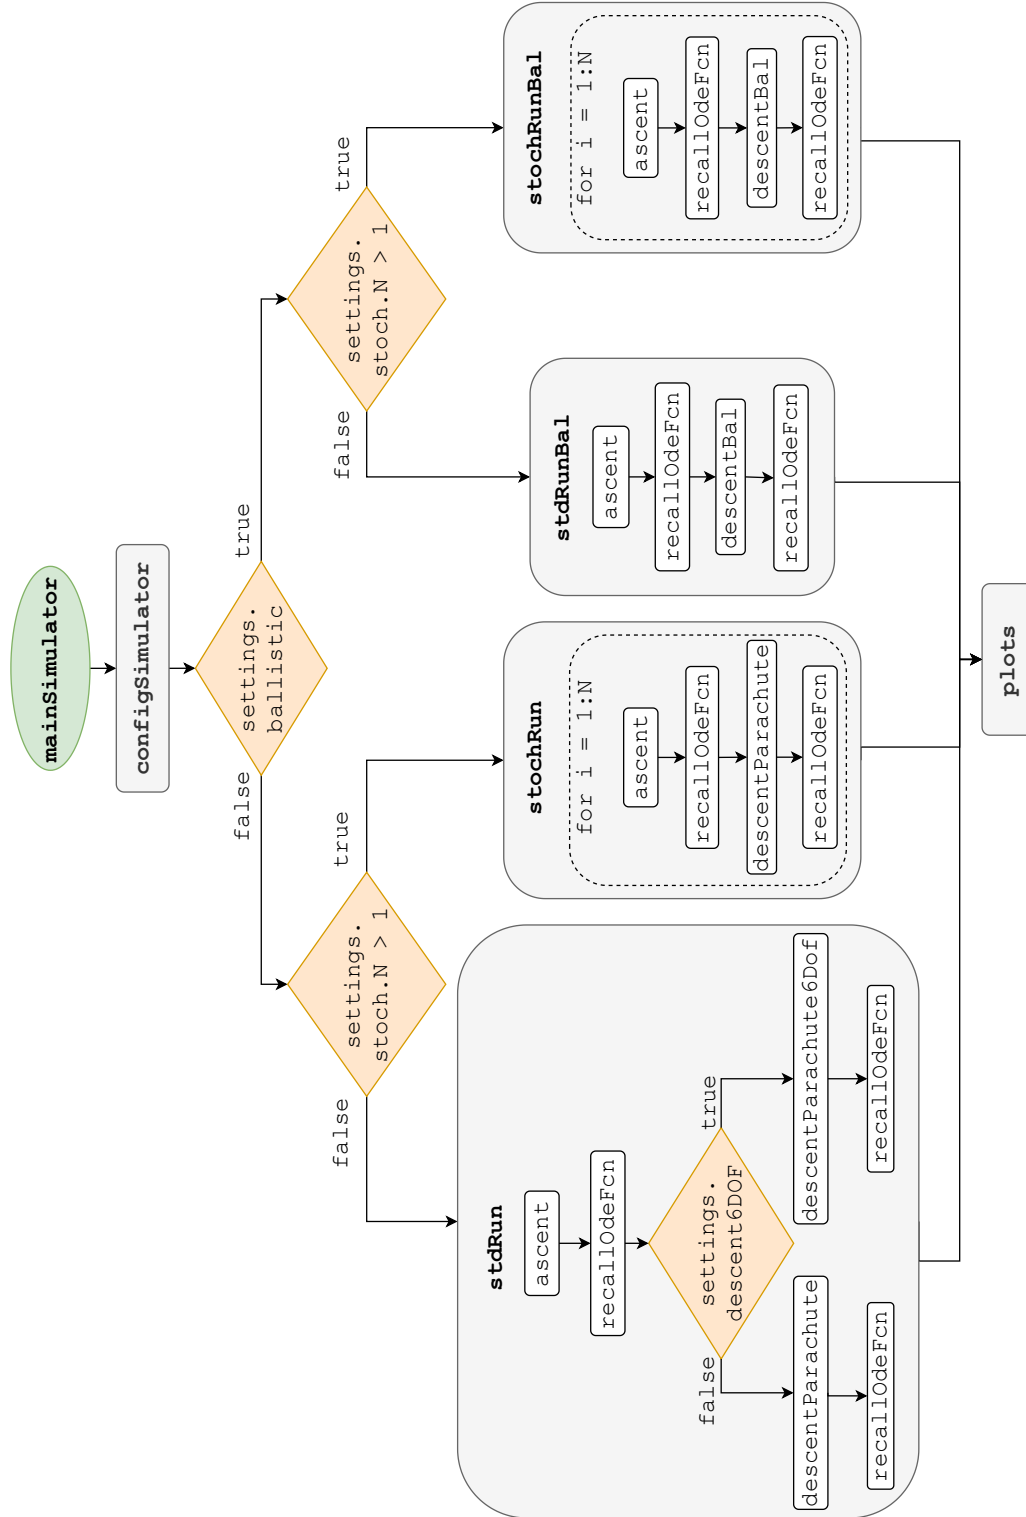 mainSimulator
configSimulator
settings.
ballistic
false
true
settings.
stoch.N > 1
false
true
settings.
stoch.N > 1
false
true
stdRun
ascent
recallOdeFcn
settings.
descent6DOF
false
true
descentParachute
recallOdeFcn
descentParachute6Dof
recallOdeFcn
stochRun
for i = 1:N
ascent
recallOdeFcn
descentParachute
recallOdeFcn
stdRunBal
ascent
recallOdeFcn
descentBal
recallOdeFcn
stochRunBal
for i = 1:N
ascent
recallOdeFcn
descentBal
recallOdeFcn
plots